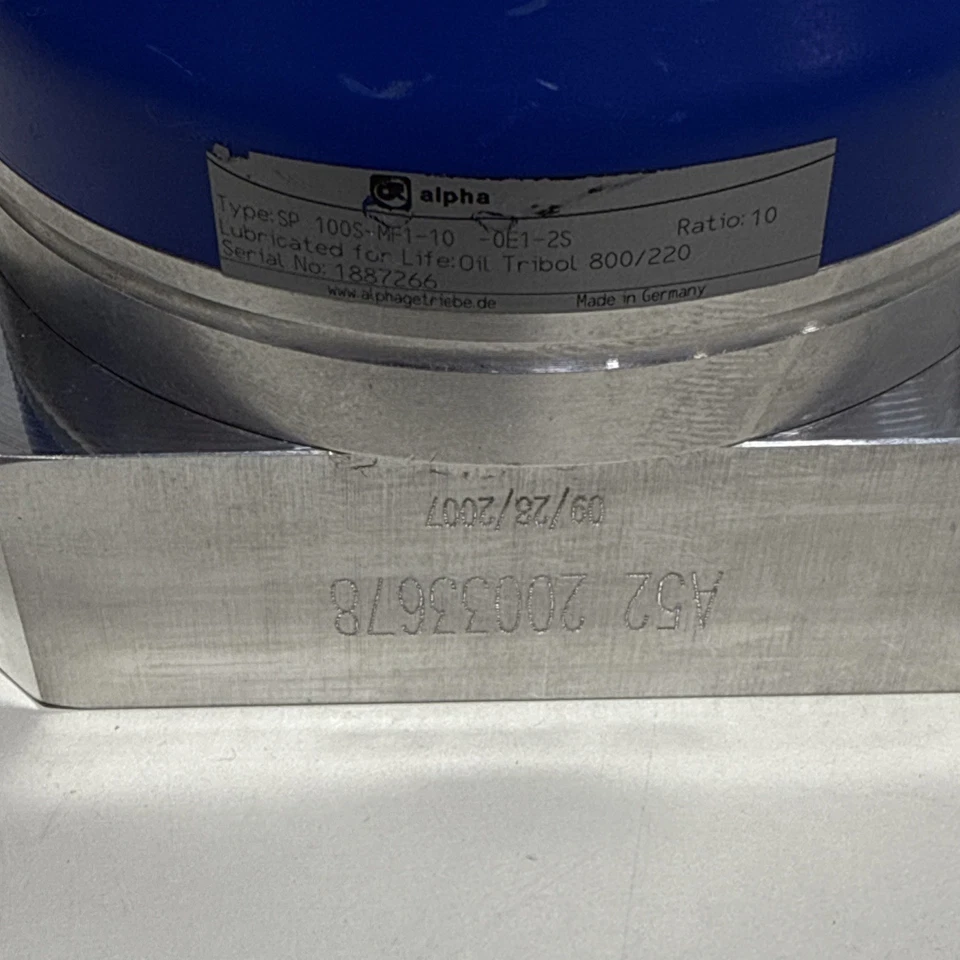 alpha
Type: SP 100S-MF1-10 -0E1-2S Ratio: 10
Lubricated for Life: Oil Tribol 800/220
Serial No: 1887266
www.alphagetriebe.de Made in Germany
09/28/2007
A52 20033678